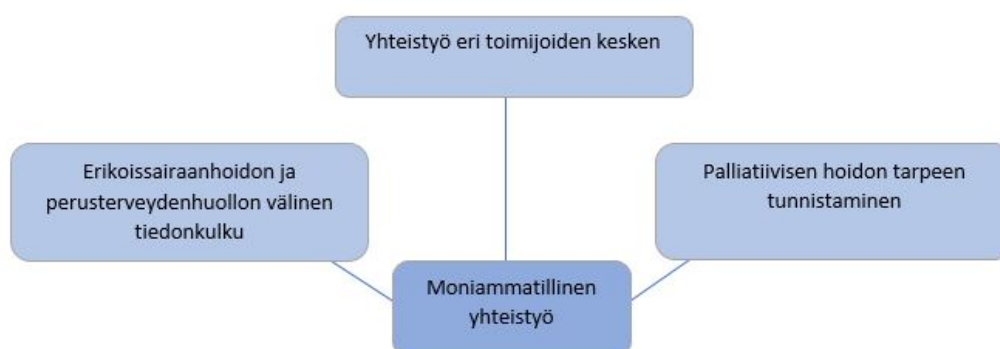 Yhteistyö eri toimijoiden kesken
Erikoissairaanhoidon ja
perusterveydenhuollon välinen
tiedonkulku
Palliatiivisen hoidon tarpeen
tunnistaminen
Moniammatillinen
yhteistyö